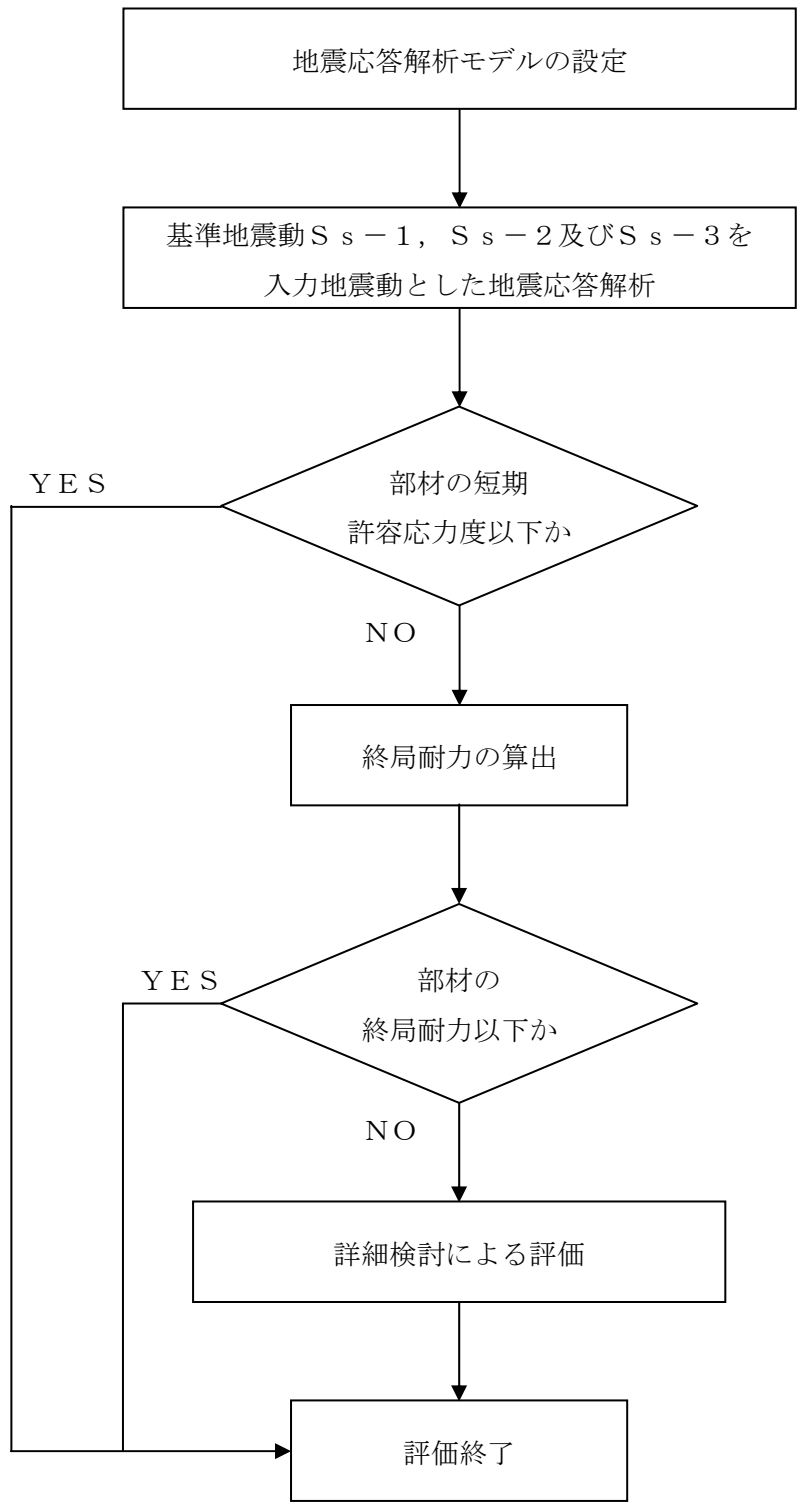 地震応答解析モデルの設定
基準地震動Ｓｓ－１，Ｓｓ－２及びＳｓ－３を
入力地震動とした地震応答解析
部材の短期
許容応力度以下か
ＹＥＳ
ＮＯ
終局耐力の算出
部材の
終局耐力以下か
ＹＥＳ
ＮＯ
詳細検討による評価
評価終了